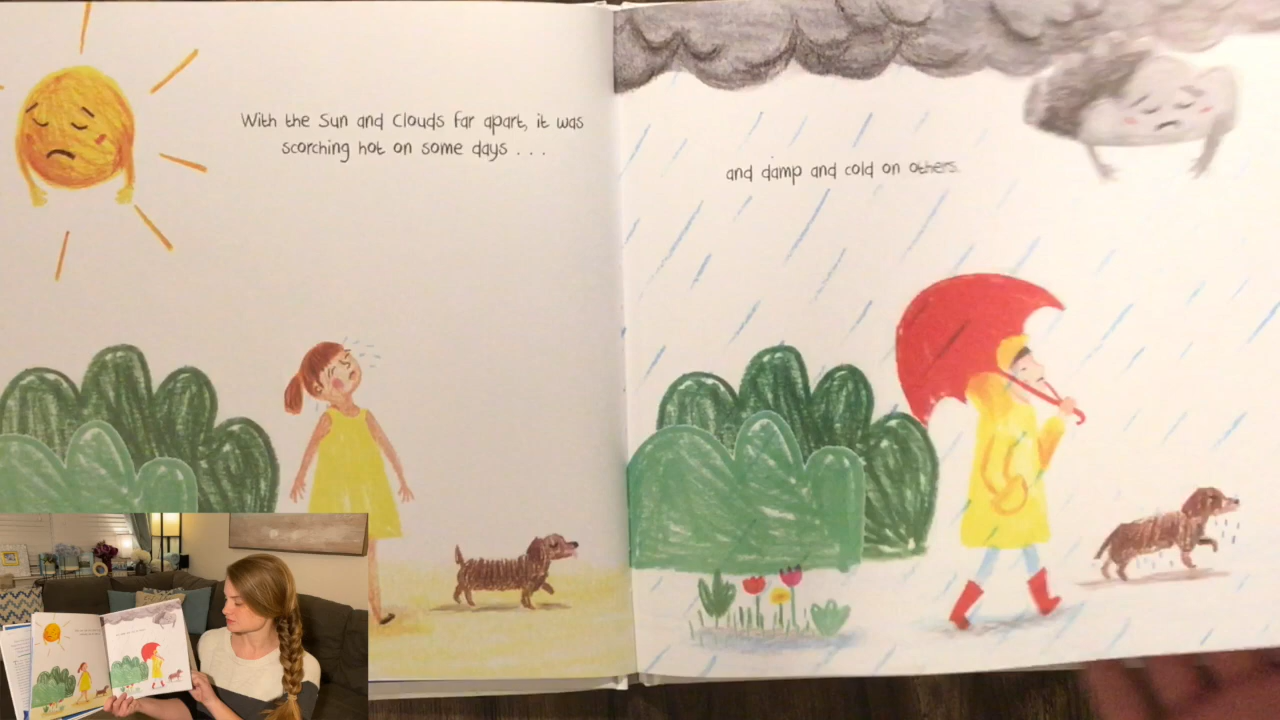 With the Sun and Clouds far apart, it was
scorching hot on some days . . .
and damp and cold on others.